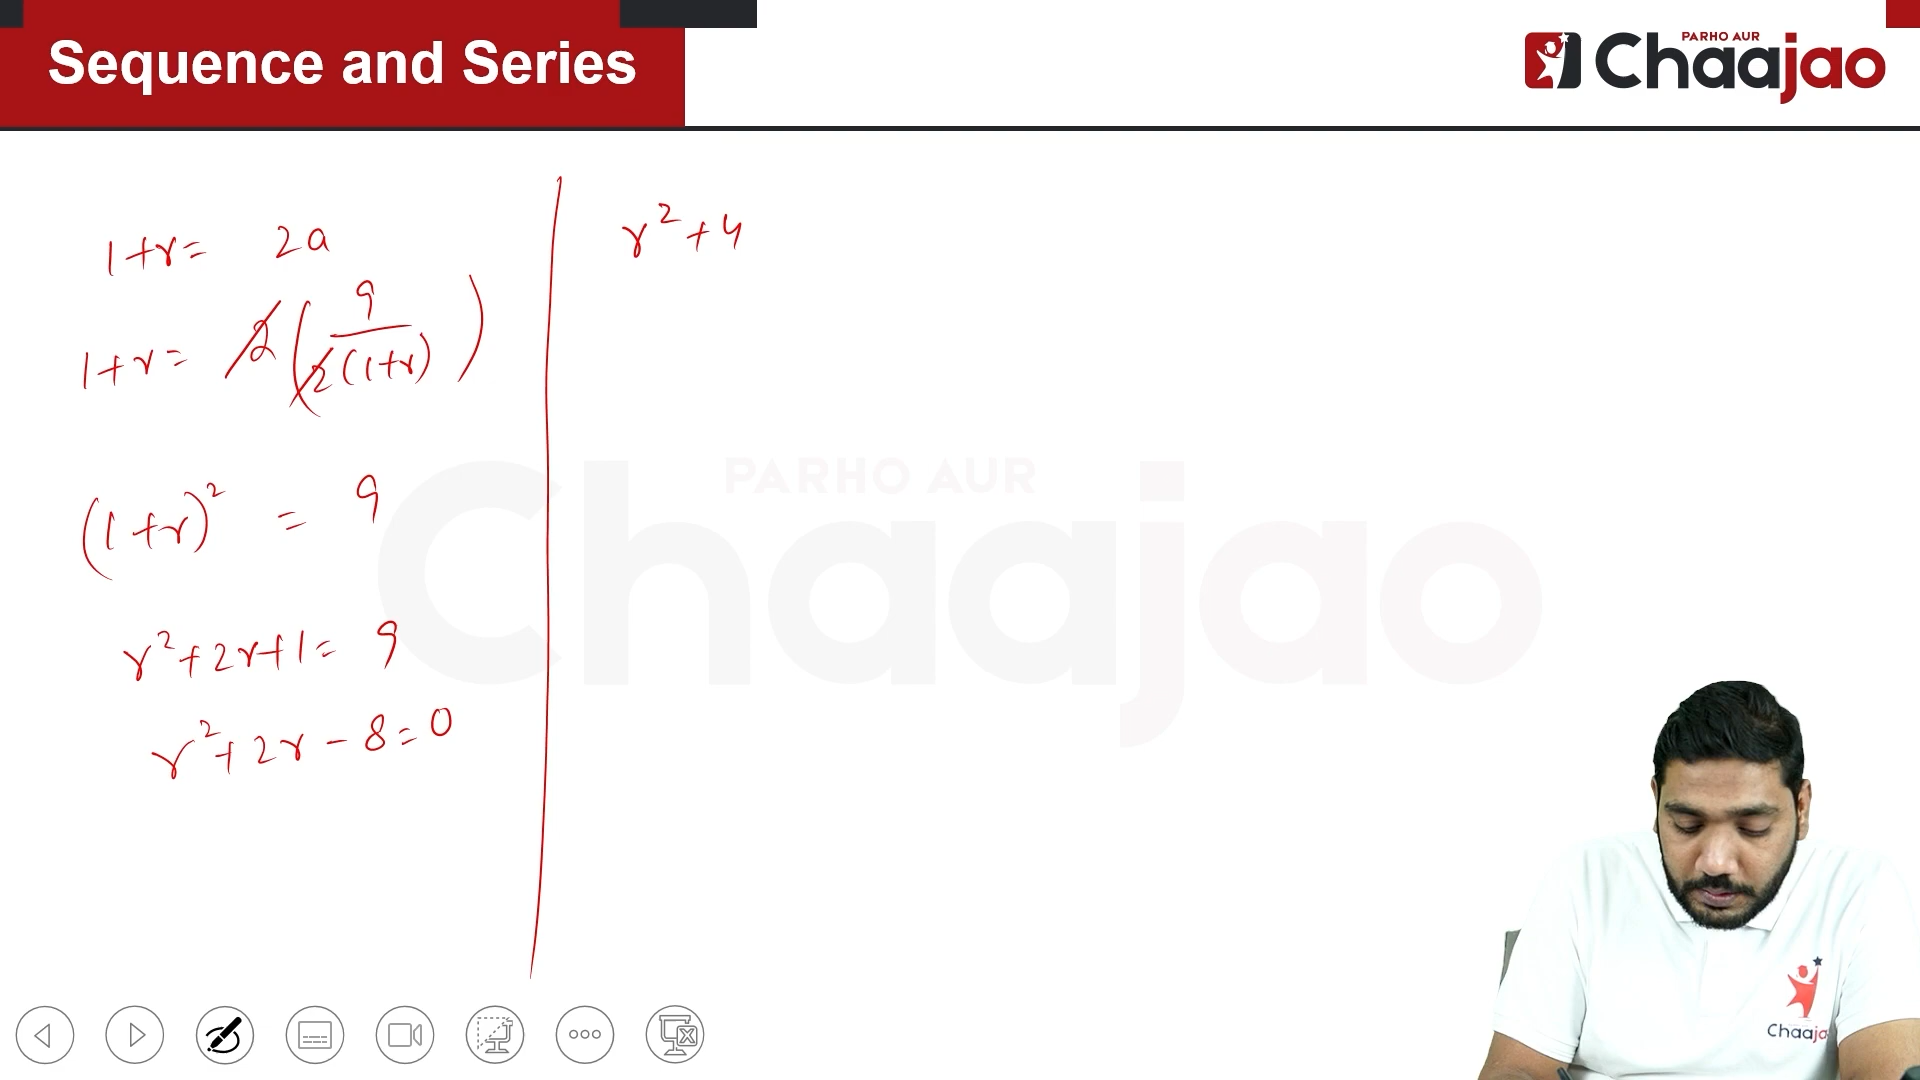 Sequence and Series
PARHO AUR
Chaajao
1+r= 2a
1+r= 2(9/2(1+r))
(1+r)² = 9
r²+2r+1= 9
r²+2r-8=0
r²+4
PARHO AUR
Chaajao
Chaaja